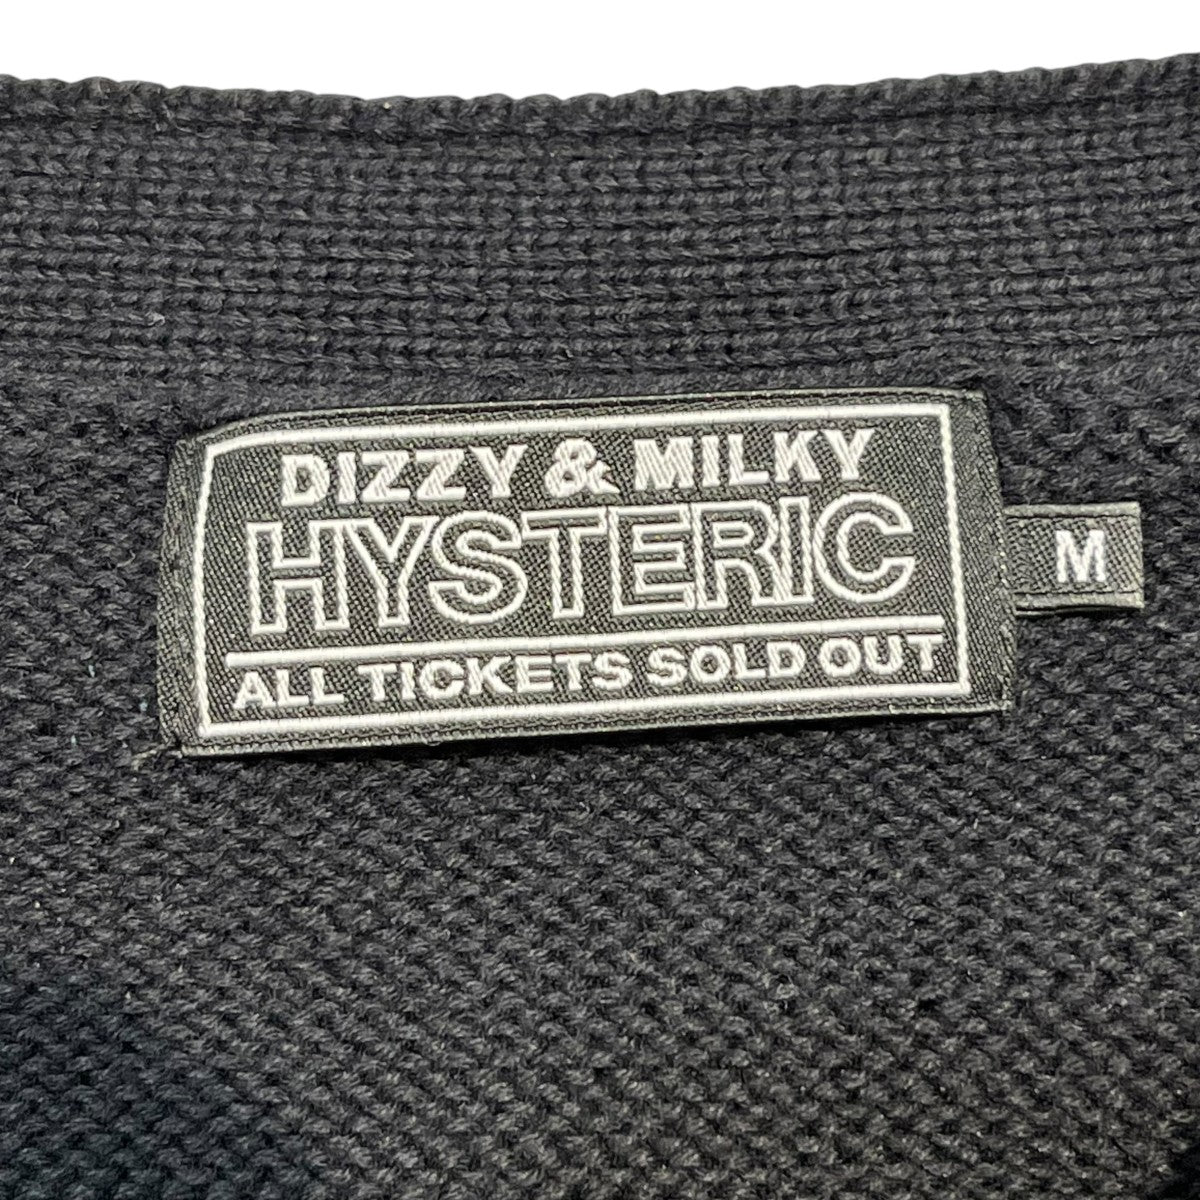 DIZZY & MILKY
HYSTERIC
ALL TICKETS SOLD OUT
M